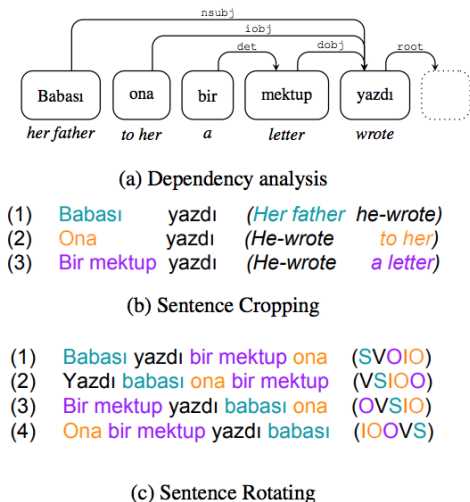 nsubj
iobj
det dobj root
Babası ona bir mektup yazdı
her father to her a letter wrote
(a) Dependency analysis
(1) Babası yazdı (Her father he-wrote)
(2) Ona yazdı (He-wrote to her)
(3) Bir mektup yazdı (He-wrote a letter)
(b) Sentence Cropping
(1) Babası yazdı bir mektup ona (SVOIO)
(2) Yazdı babası ona bir mektup (VSIOO)
(3) Bir mektup yazdı babası ona (OVSIO)
(4) Ona bir mektup yazdı babası (IOOVS)
(c) Sentence Rotating